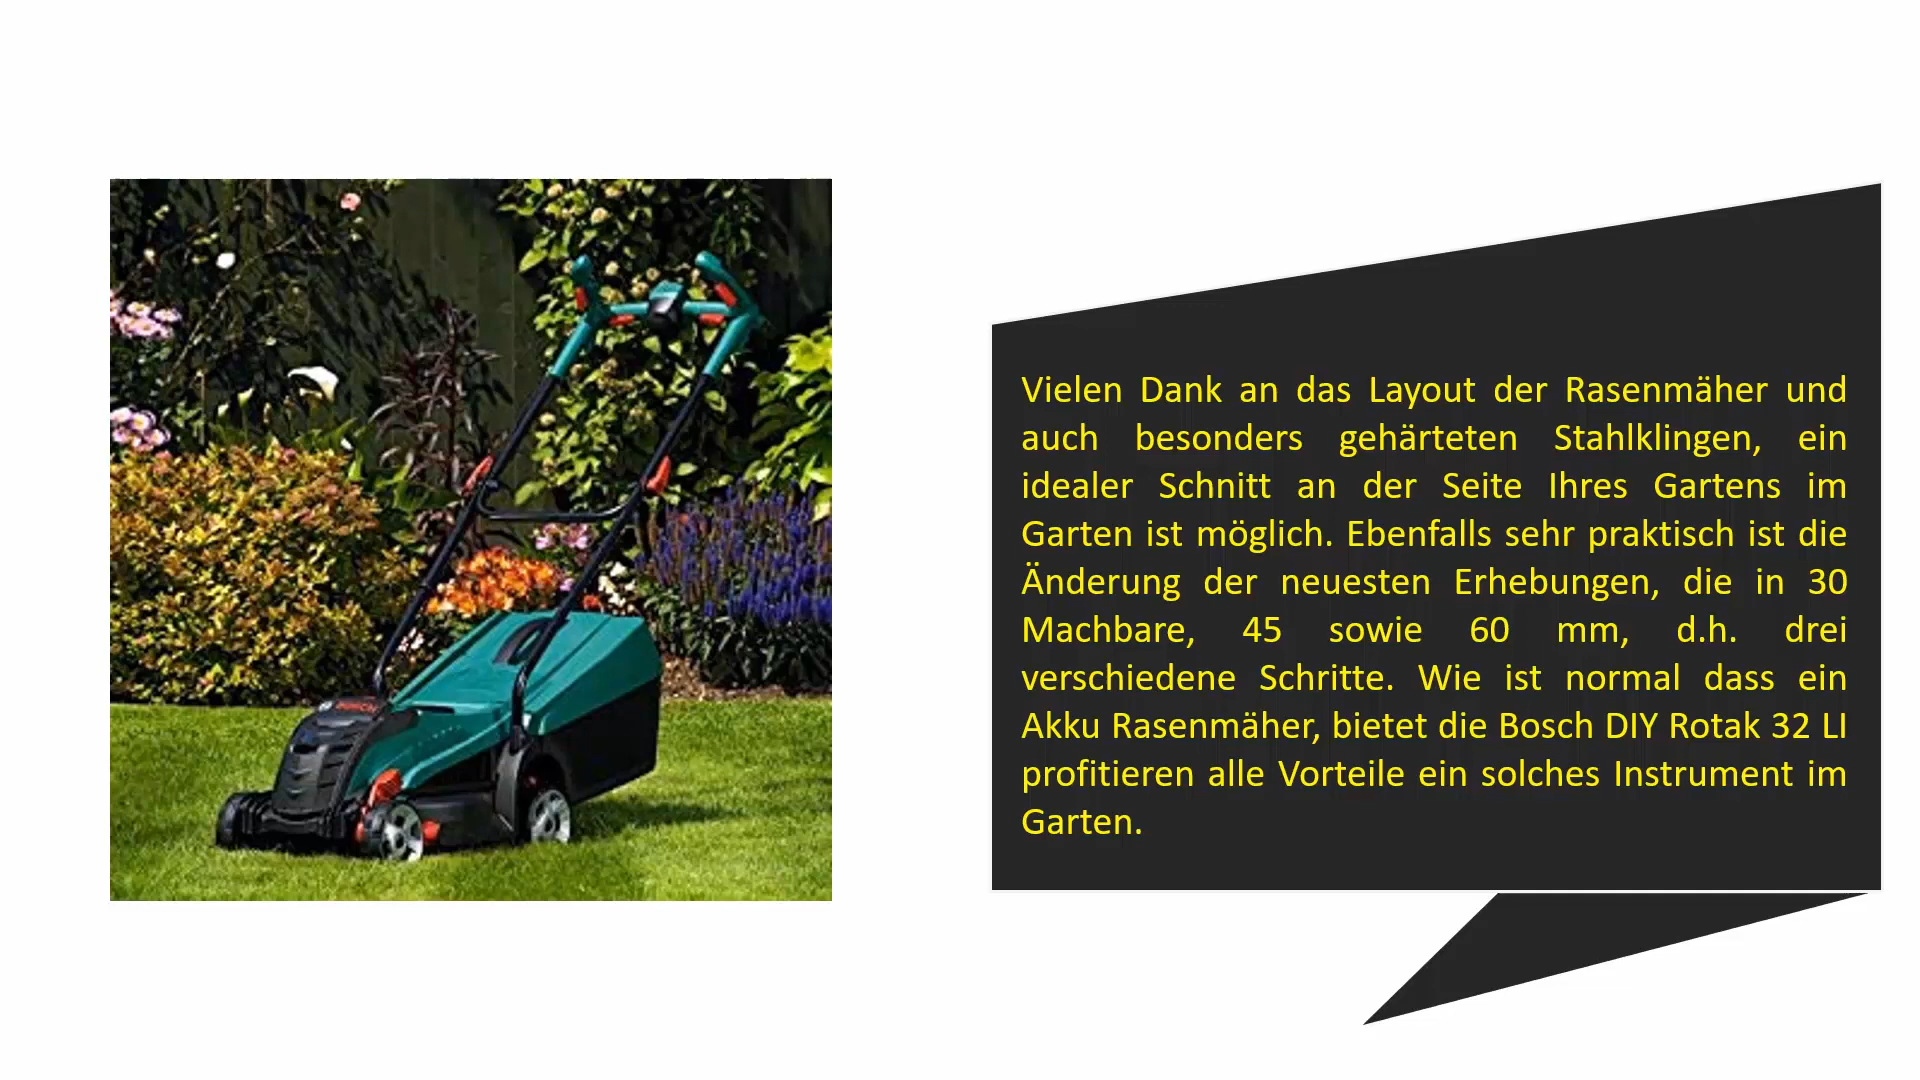 Vielen Dank an das Layout der Rasenmäher und
auch besonders gehärteten Stahlklingen, ein
idealer Schnitt an der Seite Ihres Gartens im
Garten ist möglich. Ebenfalls sehr praktisch ist die
Änderung der neuesten Erhebungen, die in 30
Machbare, 45 sowie 60 mm, d.h. drei
verschiedene Schritte. Wie ist normal dass ein
Akku Rasenmäher, bietet die Bosch DIY Rotak 32 LI
profitieren alle Vorteile ein solches Instrument im
Garten.
BOSCH